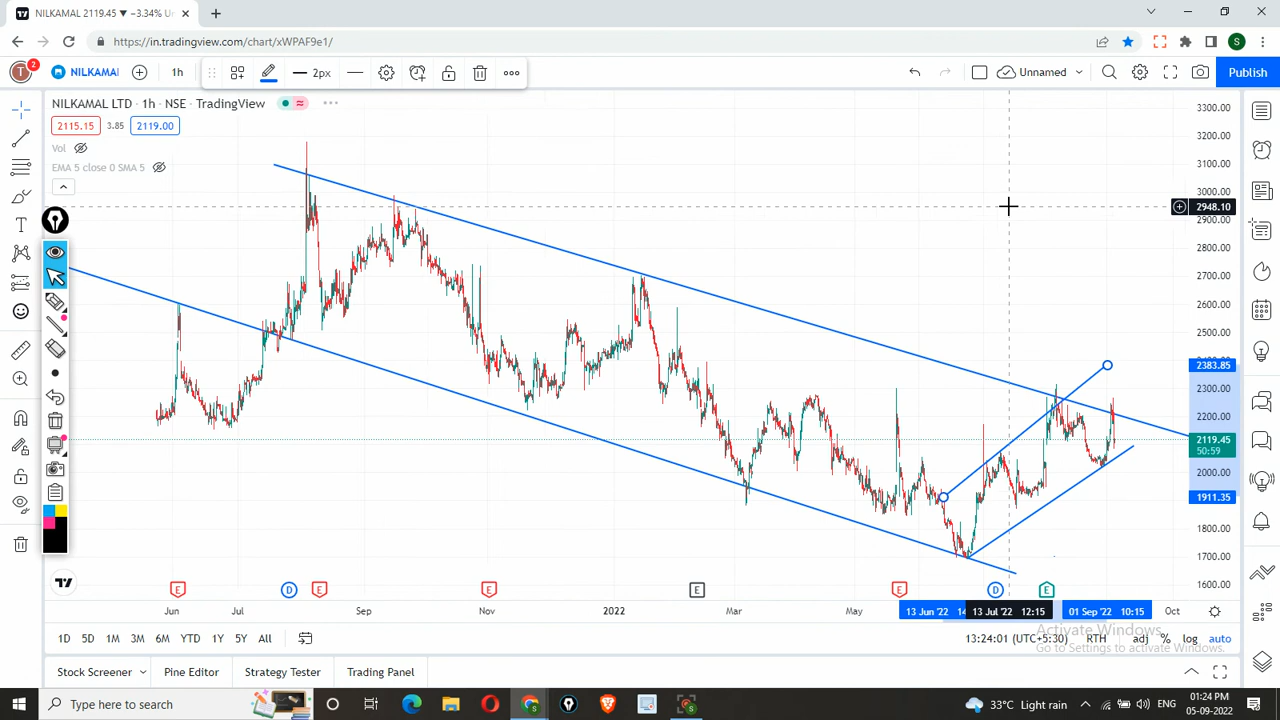 NILKAMAL 2119.45 ▼ −3.34% Un
https://in.tradingview.com/chart/xWPAF9e1/
S
T 2 NILKAMAL 1h 2px Unnamed Publish
NILKAMAL LTD · 1h · NSE · TradingView
2115.15 3.85 2119.00
Vol
EMA 5 close 0 SMA 5
3300.00
3200.00
3100.00
3000.00
2948.10
2900.00
2800.00
2700.00
2600.00
2500.00
2383.85
2300.00
2200.00
2119.45
50:59
2000.00
1911.35
1800.00
1700.00
1600.00
E D E E E E D E
Jun Jul Sep Nov 2022 Mar May 13 Jun '22 14 13 Jul '22 12:15 01 Sep '22 10:15 Oct
1D 5D 1M 3M 6M YTD 1Y 5Y All 13:24:01 (UTC+5:30) RTH adj % log auto
Activate Windows
Go to Settings to activate Windows.
Stock Screener Pine Editor Strategy Tester Trading Panel
Type here to search 33°C Light rain ENG 01:24 PM
05-09-2022